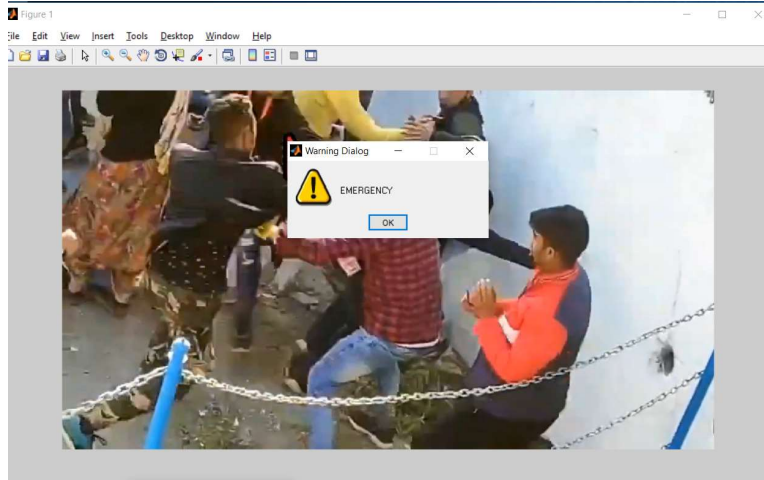 Figure 1
File Edit View Insert Tools Desktop Window Help
Warning Dialog
EMERGENCY
OK